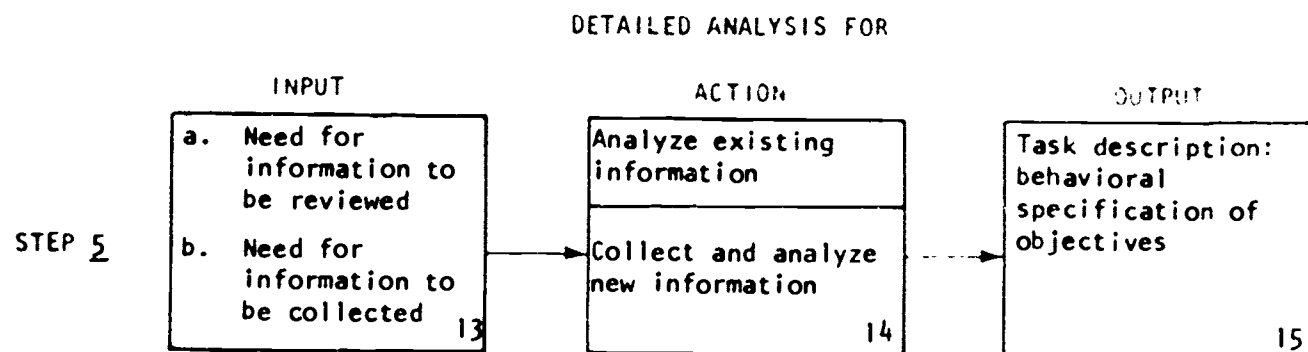 DETAILED ANALYSIS FOR
INPUT
ACTION
OUTPUT
STEP 5
a. Need for
information to
be reviewed
b. Need for
information to
be collected
13
Analyze existing
information
Collect and analyze
new information
14
Task description:
behavioral
specification of
objectives
15